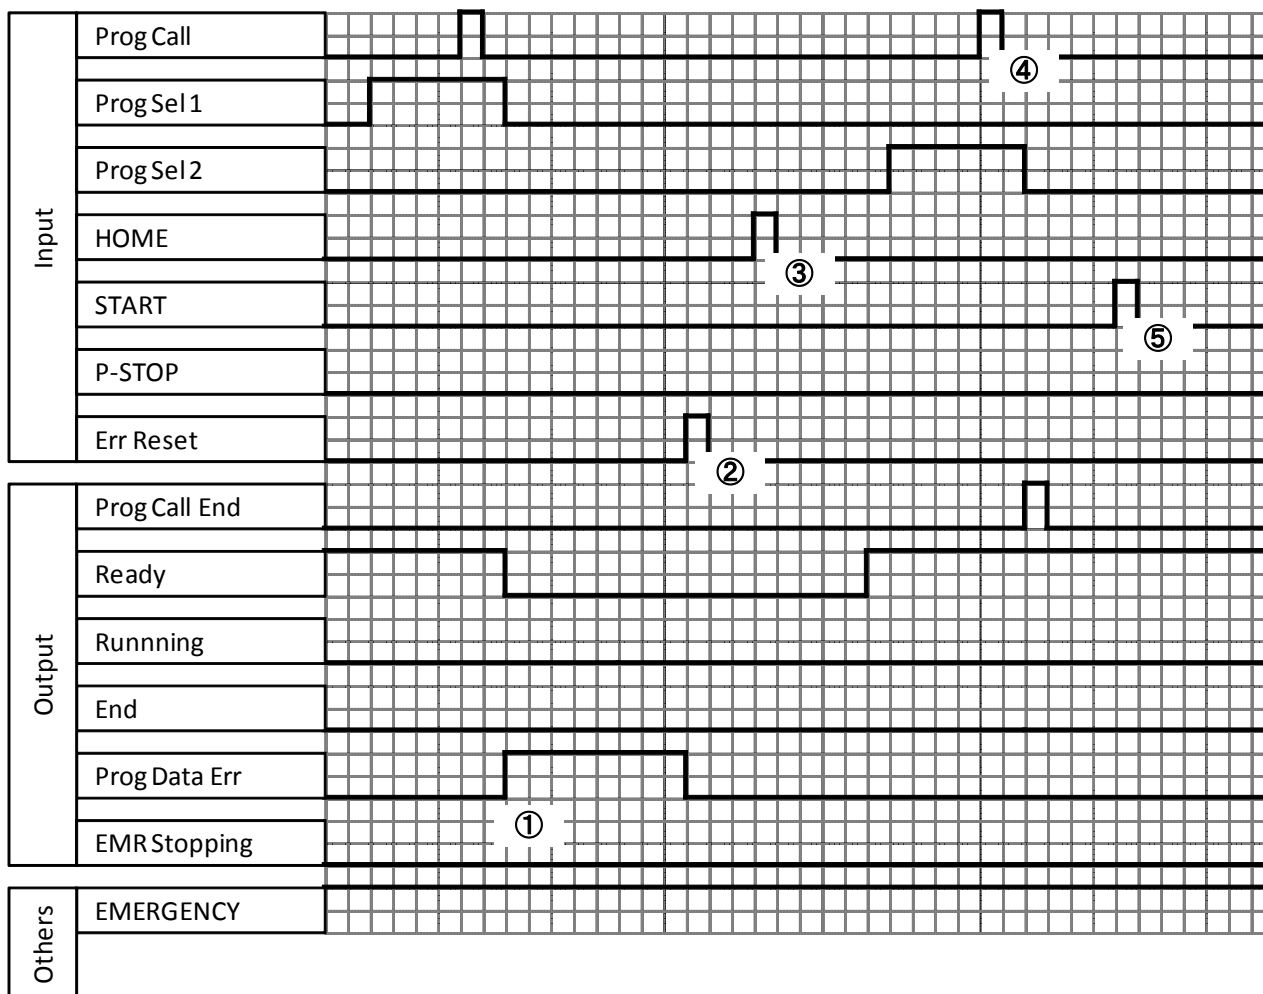 Input
Prog Call
④
Prog Sel 1
Prog Sel 2
HOME
③
START
⑤
P-STOP
Err Reset
②
Output
Prog Call End
Ready
Runnning
End
Prog Data Err
①
EMR Stopping
Others
EMERGENCY